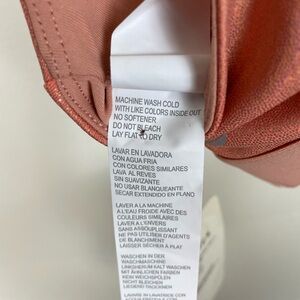 MACHINE WASH COLD
WITH LIKE COLORS INSIDE OUT
NO SOFTENER
DO NOT BLEACH
LAY FLAT TO DRY
LAVAR EN LAVADORA
CON AGUA FRIA
CON COLORES SIMILARES
LAVA AL REVES
SIN SUAVIZANTE
NO USAR BLANQUEANTE
SECAR EXTENDIDO EN PLANO
LAVER A LA MACHINE
A L'EAU FROIDE AVEC DES
COULEURS SIMILAIRES
LAVER A L'ENVERS
SANS ASSOUPLISSANT
NE PAS UTILISER D'AGENTS
DE BLANCHIMENT
LAISSER SÉCHER À PLAT
WASCHEN IN DER
WASCHMASCHINE
LINKSHERUM KALT WASCHEN
MIT ÄHNLICHEN FARBEN
KEIN WEICHSPÜLEN
NICHT BLEICHEN
LIEGEND TROCKNEN